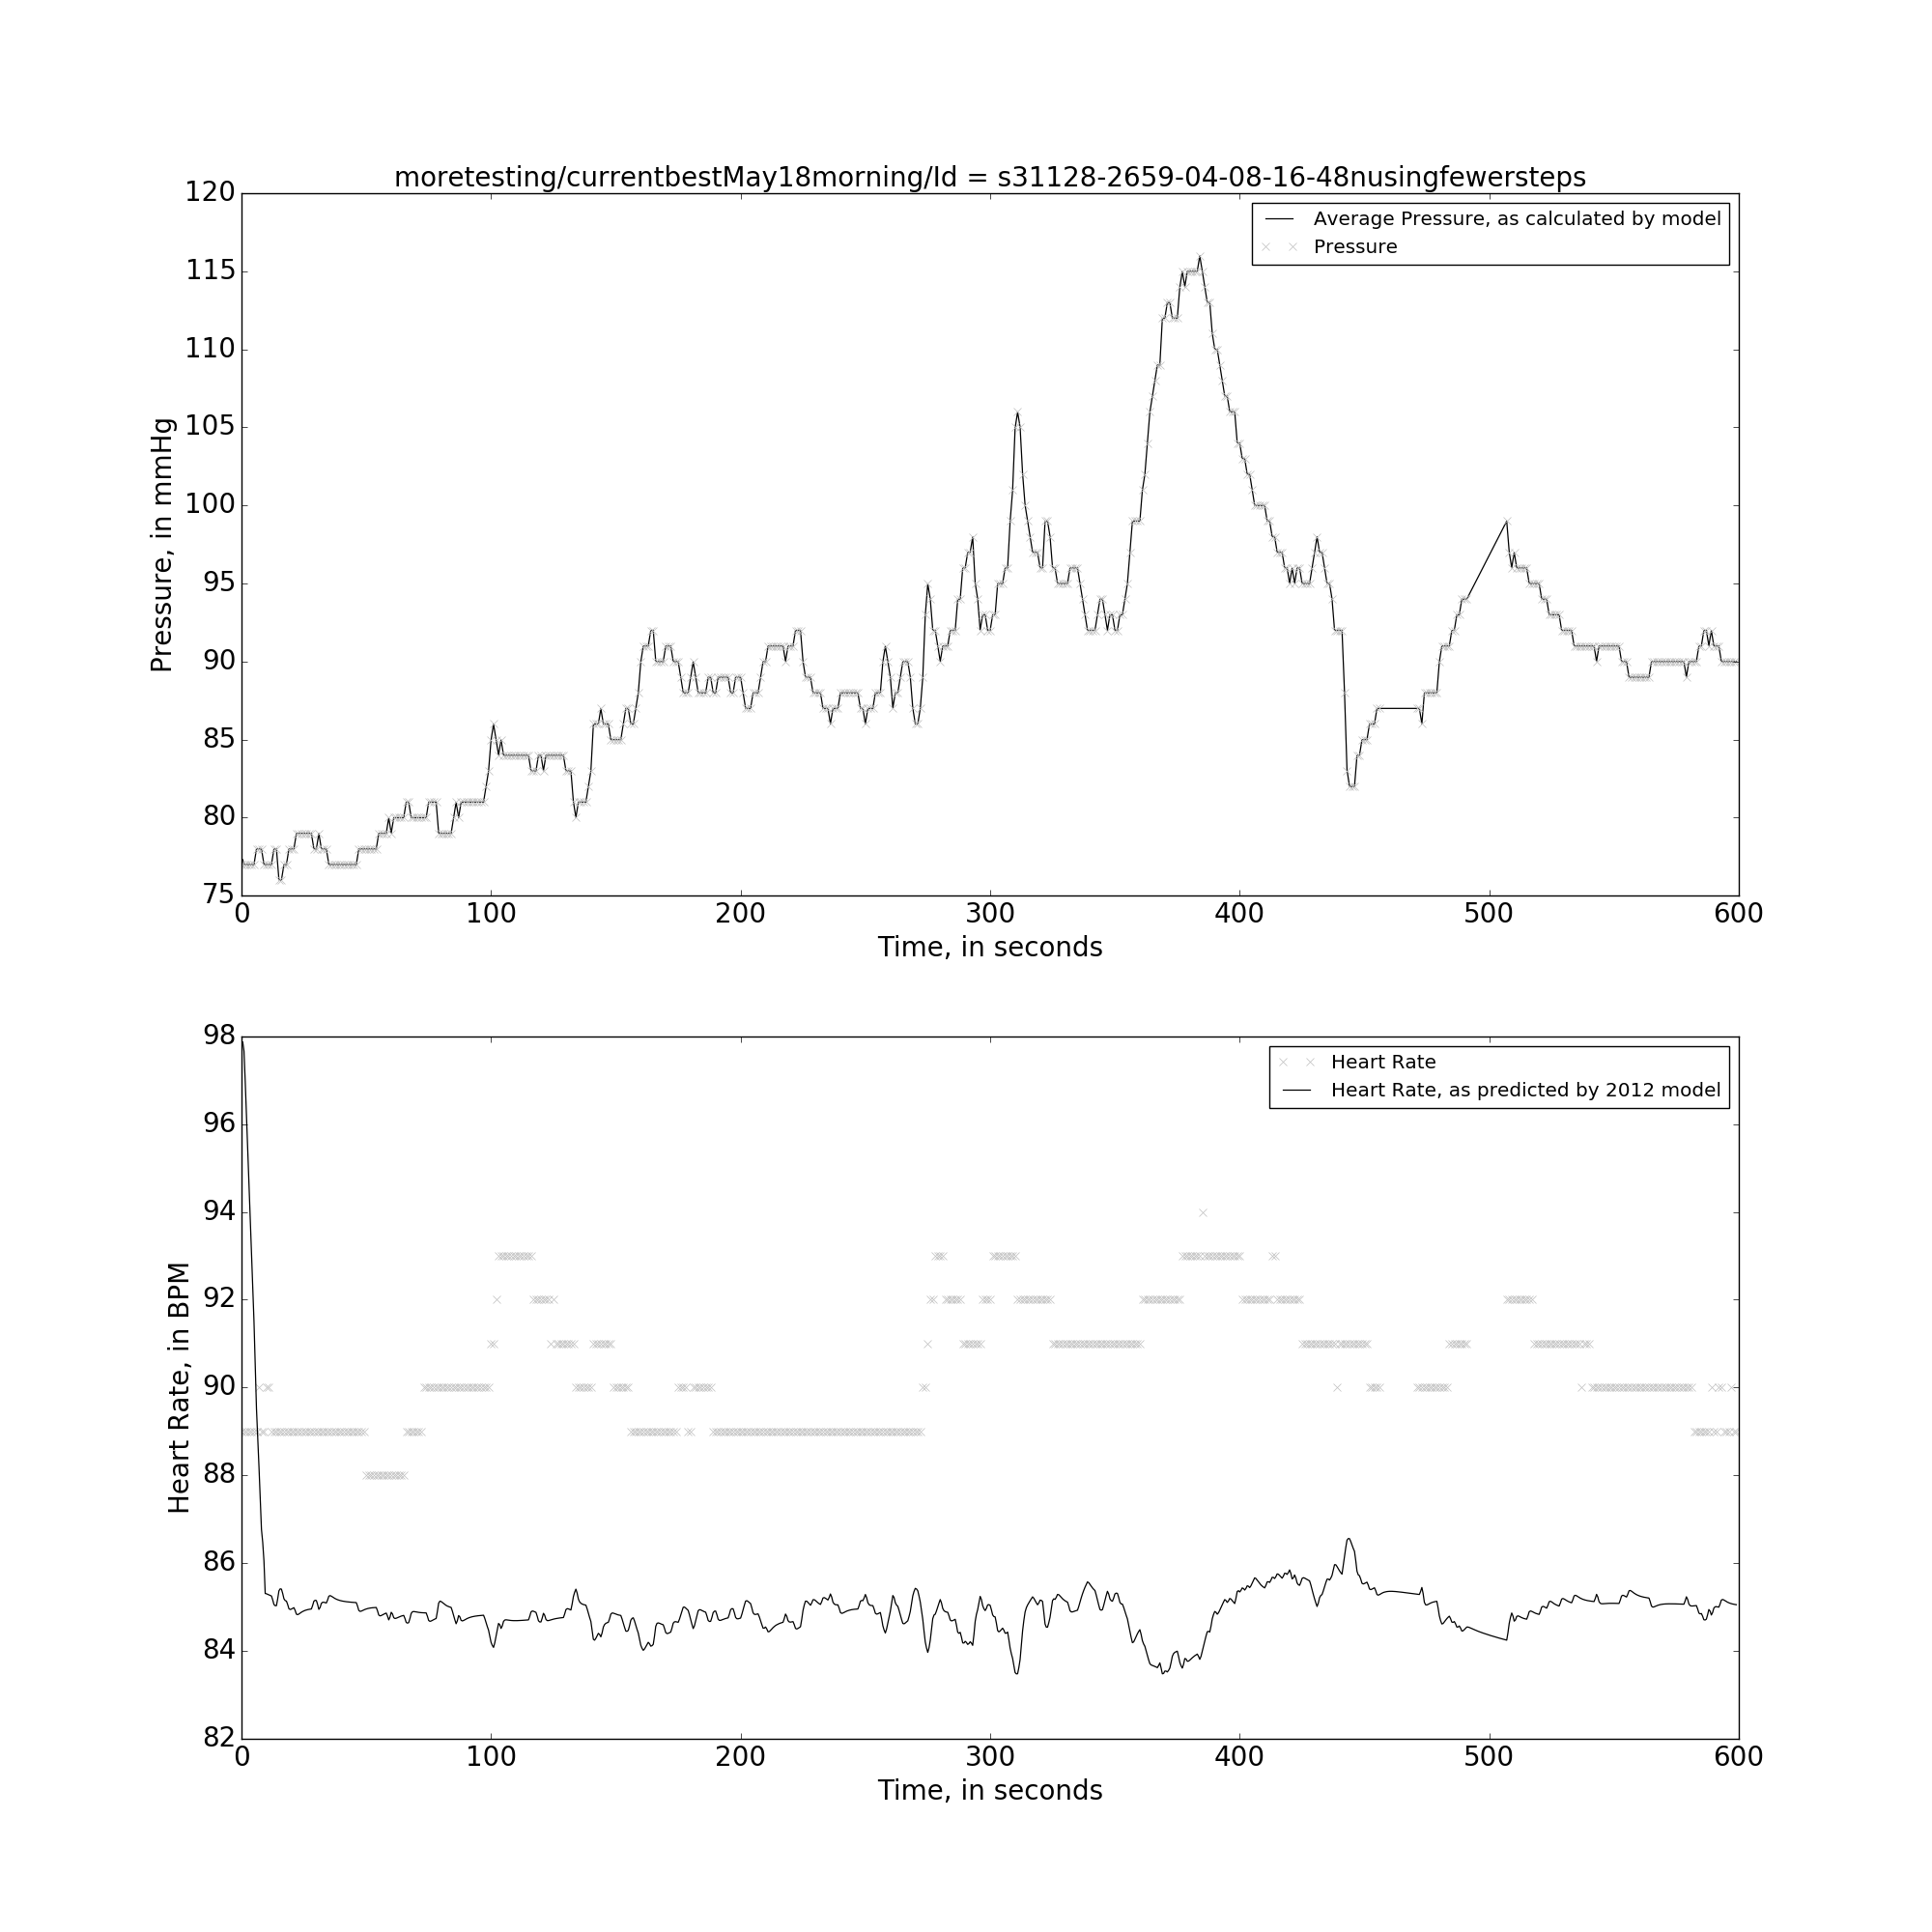 moretesting/currentbestMay18morning/Id = s31128-2659-04-08-16-48nusingfewersteps
120
115
110
105
100
95
90
85
80
75
Pressure, in mmHg
Average Pressure, as calculated by model
Pressure
0 100 200 300 400 500 600
Time, in seconds
98
96
94
92
90
88
86
84
82
Heart Rate, in BPM
Heart Rate
Heart Rate, as predicted by 2012 model
0 100 200 300 400 500 600
Time, in seconds